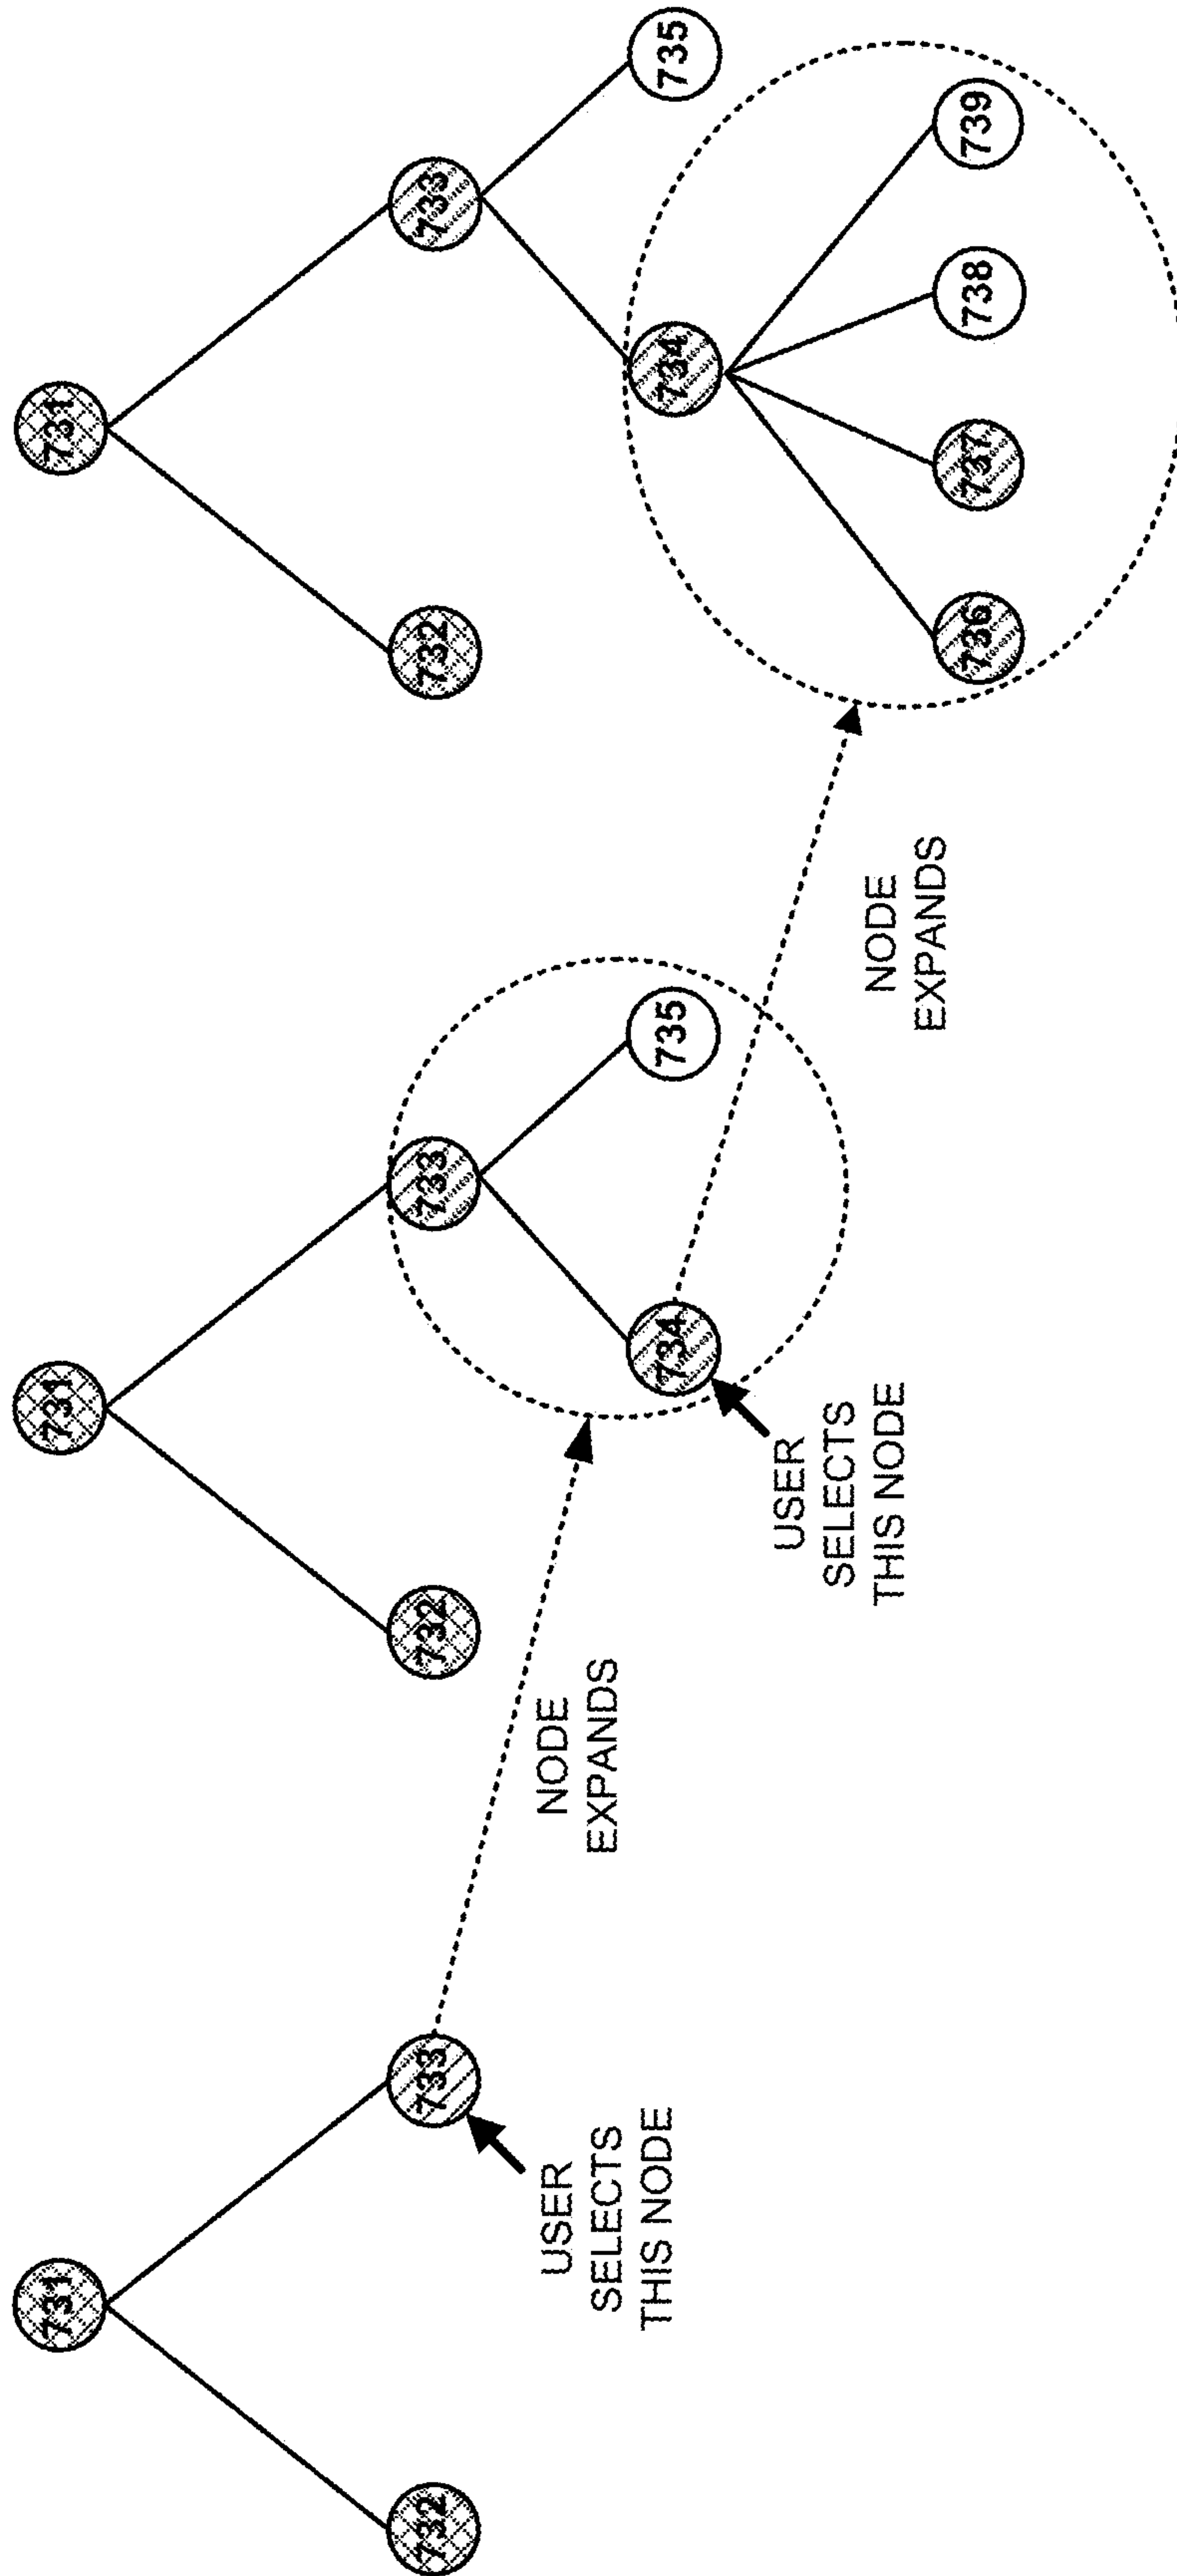 731
732
733
USER
SELECTS
THIS NODE
NODE
EXPANDS
731
732
733
734
735
USER
SELECTS
THIS NODE
NODE
EXPANDS
731
732
733
734
735
736
737
738
739